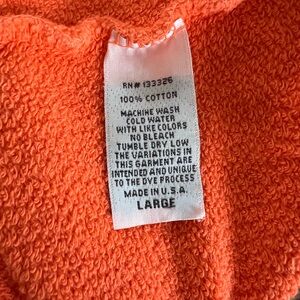 RN# 133326
100% COTTON
MACHINE WASH
COLD WATER
WITH LIKE COLORS
NO BLEACH
TUMBLE DRY LOW
THE VARIATIONS IN
THIS GARMENT ARE
INTENDED AND UNIQUE
TO THE DYE PROCESS
MADE IN U.S.A.
LARGE